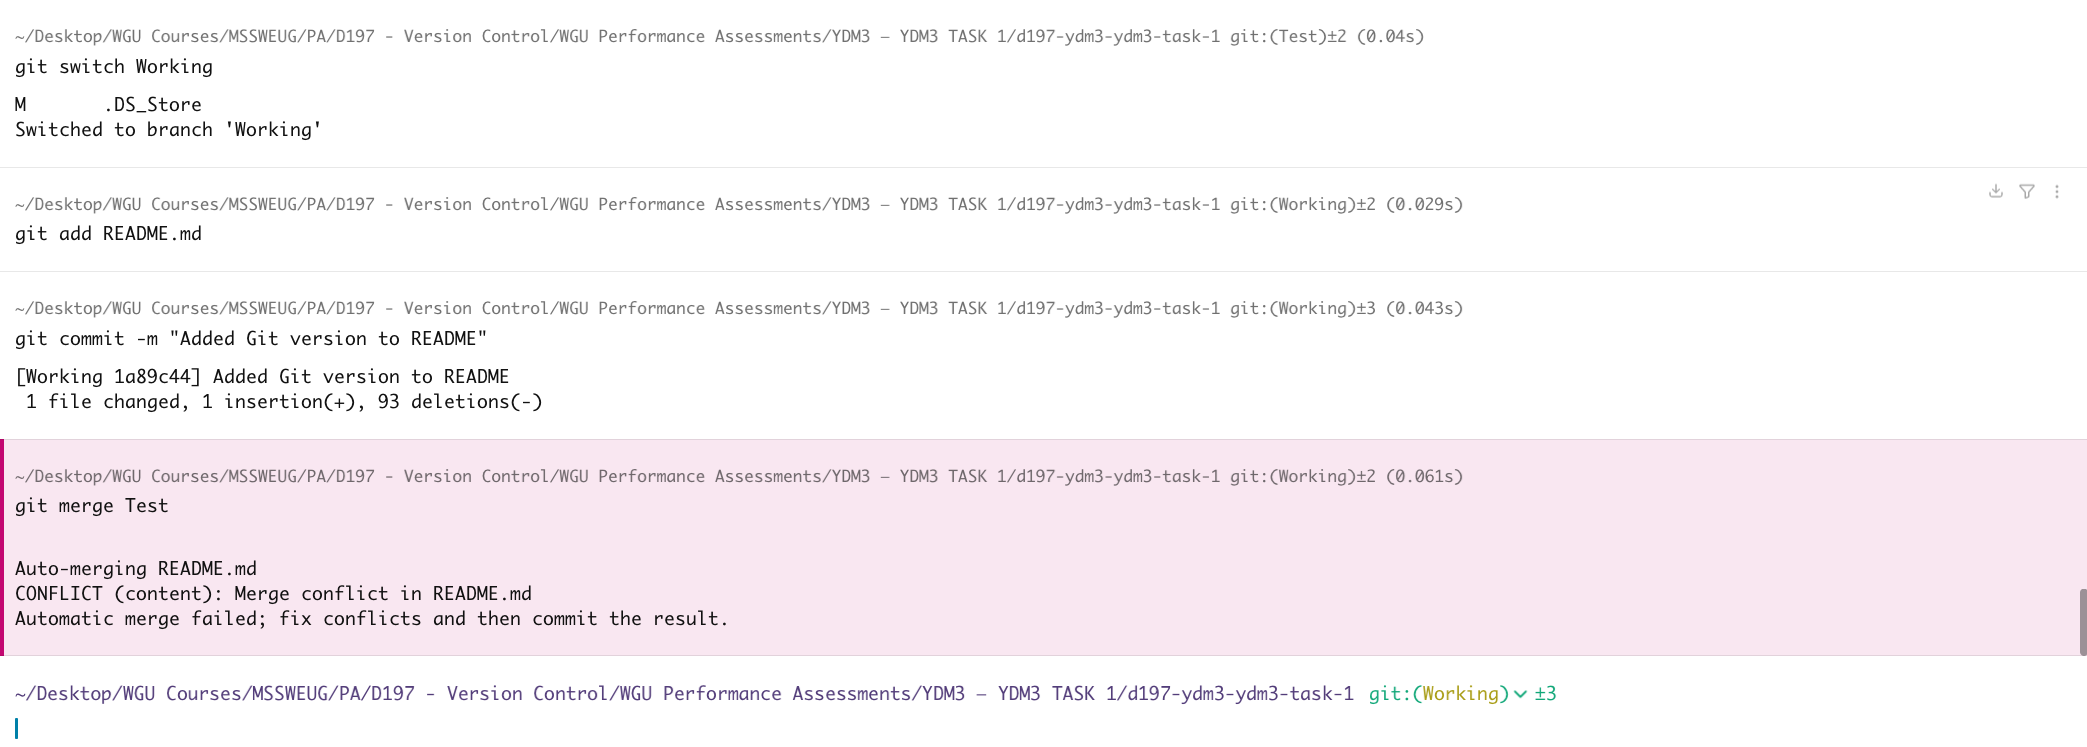 ~/Desktop/WGU Courses/MSSWEUG/PA/D197 - Version Control/WGU Performance Assessments/YDM3 – YDM3 TASK 1/d197-ydm3-ydm3-task-1 git:(Test)±2 (0.04s)
git switch Working
M       .DS_Store
Switched to branch 'Working'
~/Desktop/WGU Courses/MSSWEUG/PA/D197 - Version Control/WGU Performance Assessments/YDM3 – YDM3 TASK 1/d197-ydm3-ydm3-task-1 git:(Working)±2 (0.029s)
git add README.md
~/Desktop/WGU Courses/MSSWEUG/PA/D197 - Version Control/WGU Performance Assessments/YDM3 – YDM3 TASK 1/d197-ydm3-ydm3-task-1 git:(Working)±3 (0.043s)
git commit -m "Added Git version to README"
[Working 1a89c44] Added Git version to README
 1 file changed, 1 insertion(+), 93 deletions(-)
~/Desktop/WGU Courses/MSSWEUG/PA/D197 - Version Control/WGU Performance Assessments/YDM3 – YDM3 TASK 1/d197-ydm3-ydm3-task-1 git:(Working)±2 (0.061s)
git merge Test
Auto-merging README.md
CONFLICT (content): Merge conflict in README.md
Automatic merge failed; fix conflicts and then commit the result.
~/Desktop/WGU Courses/MSSWEUG/PA/D197 - Version Control/WGU Performance Assessments/YDM3 – YDM3 TASK 1/d197-ydm3-ydm3-task-1 git:(Working) ±3